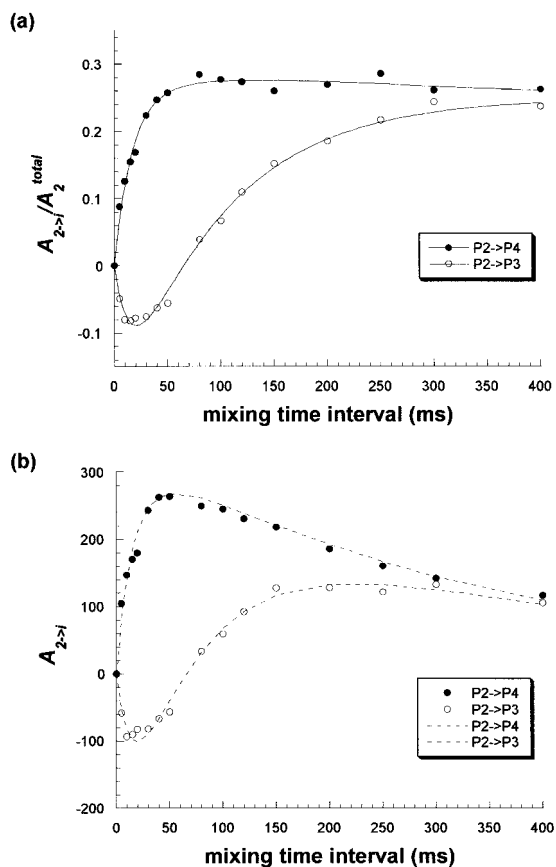 (a)
0.3
0.2
0.1
0
-0.1
A2->i/A2total
P2->P4
P2->P3
0 50 100 150 200 250 300 350 400
mixing time interval (ms)
(b)
300
200
100
0
-100
-200
A2->i
P2->P4
P2->P3
P2->P4
P2->P3
0 50 100 150 200 250 300 350 400
mixing time interval (ms)